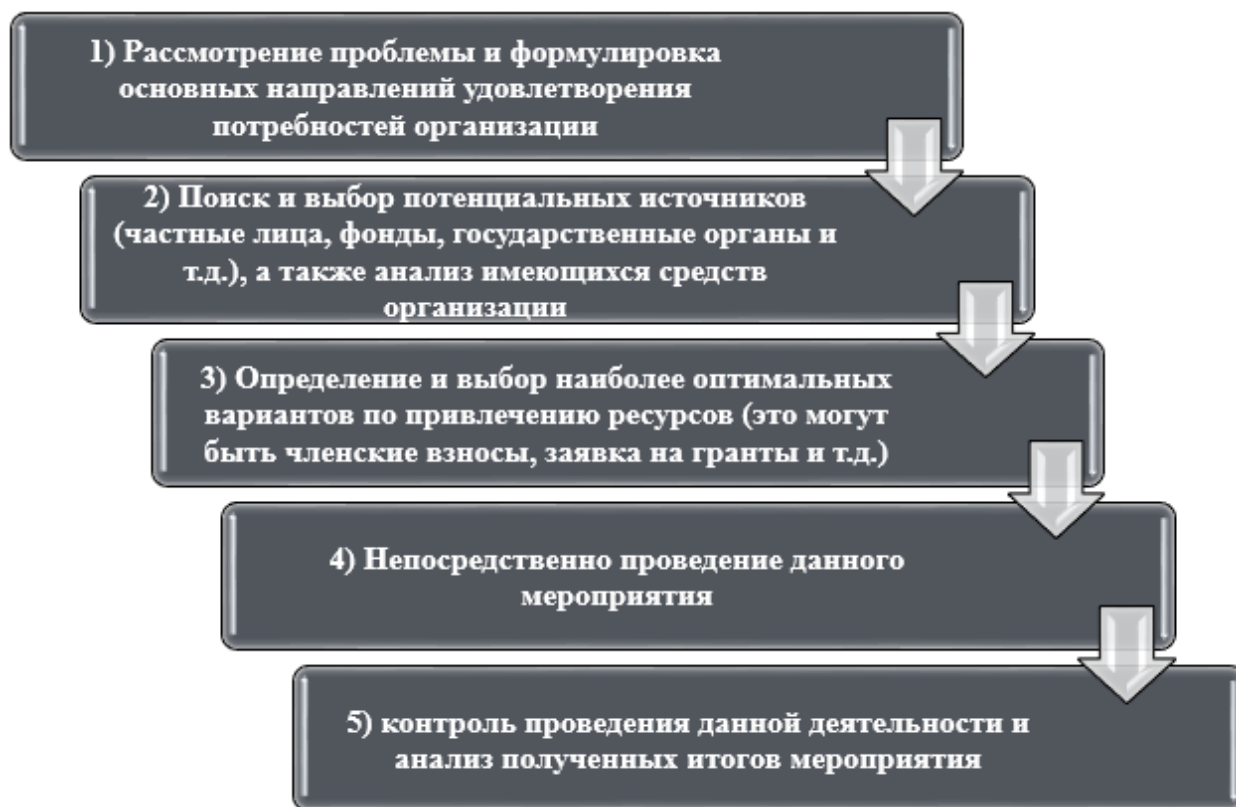 1) Рассмотрение проблемы и формулировка
основных направлений удовлетворения
потребностей организации
2) Поиск и выбор потенциальных источников
(частные лица, фонды, государственные органы и
т.д.), а также анализ имеющихся средств
организации
3) Определение и выбор наиболее оптимальных
вариантов по привлечению ресурсов (это могут
быть членские взносы, заявка на гранты и т.д.)
4) Непосредственно проведение данного
мероприятия
5) контроль проведения данной деятельности и
анализ полученных итогов мероприятия